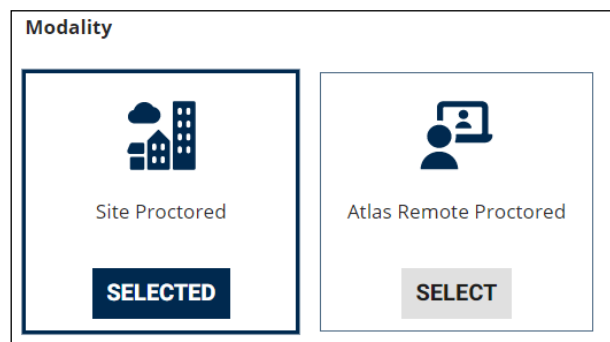 Modality
Site Proctored
Atlas Remote Proctored
SELECTED
SELECT